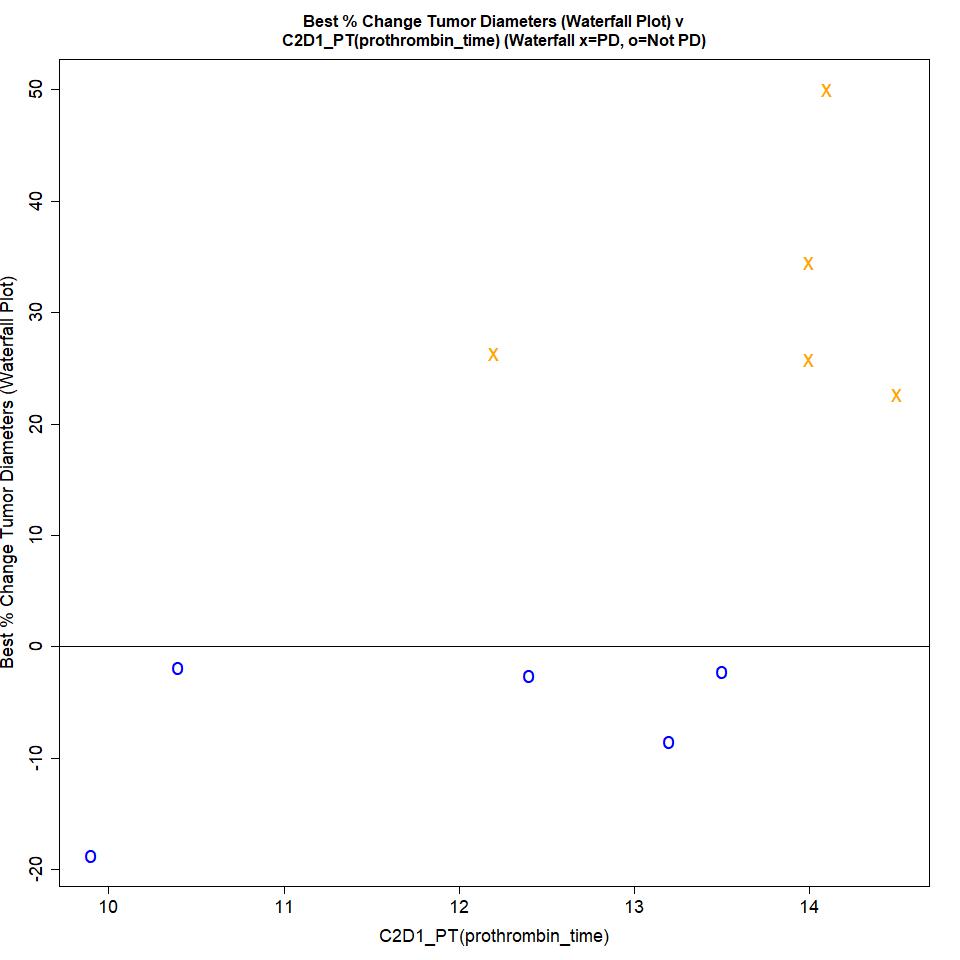 Best % Change Tumor Diameters (Waterfall Plot) v
C2D1_PT(prothrombin_time) (Waterfall x=PD, o=Not PD)
Best % Change Tumor Diameters (Waterfall Plot)
50
40
30
20
10
0
-10
-20
X
X
X
X
X
O
O
O
O
O
10 11 12 13 14
C2D1_PT(prothrombin_time)